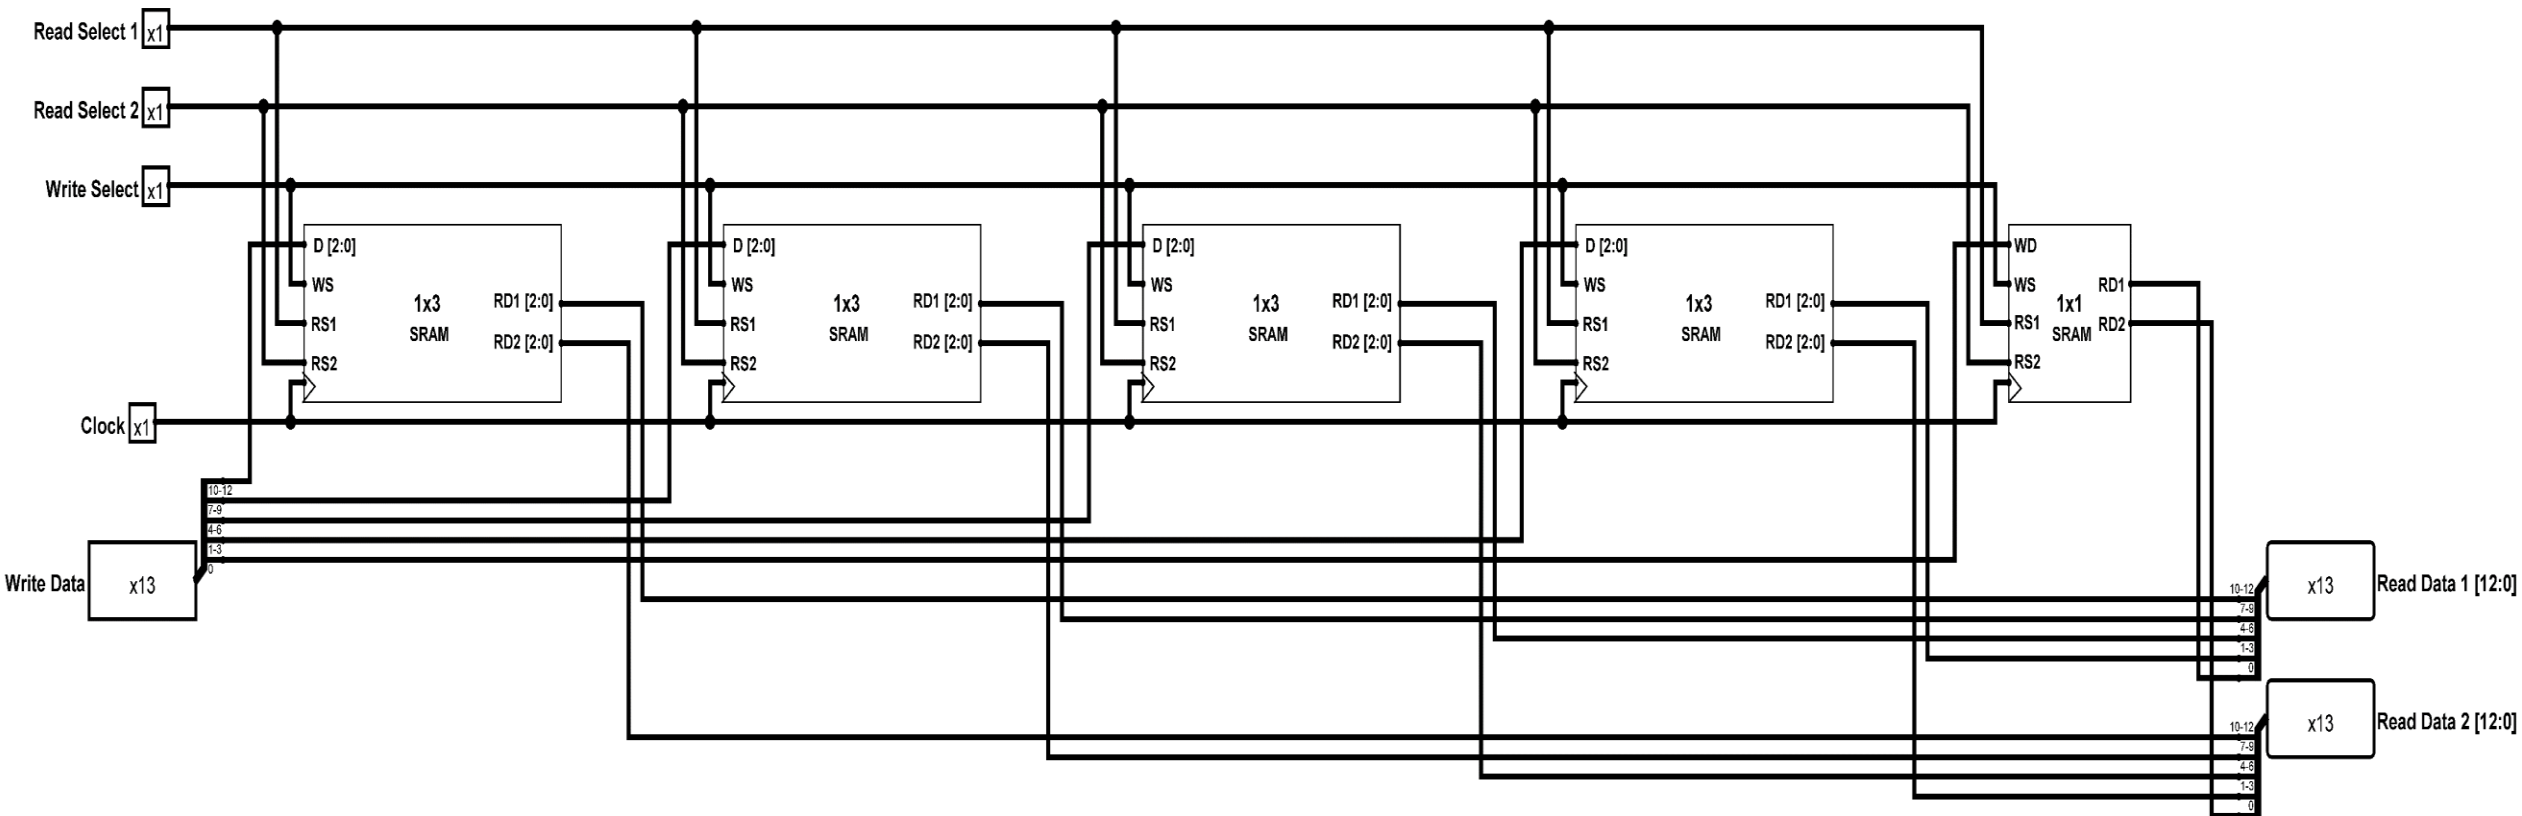 Read Select 1 x1
Read Select 2 x1
Write Select x1
D [2:0]
WS
RS1
RS2
1x3
SRAM
RD1 [2:0]
RD2 [2:0]
D [2:0]
WS
RS1
RS2
1x3
SRAM
RD1 [2:0]
RD2 [2:0]
D [2:0]
WS
RS1
RS2
1x3
SRAM
RD1 [2:0]
RD2 [2:0]
D [2:0]
WS
RS1
RS2
1x3
SRAM
RD1 [2:0]
RD2 [2:0]
WD
WS
RS1
RS2
1x1
SRAM
RD1
RD2
Clock x1
10-12
7-9
4-6
1-3
0
Write Data x13
10-12
7-9
4-6
1-3
0
x13 Read Data 1 [12:0]
10-12
7-9
4-6
1-3
0
x13 Read Data 2 [12:0]